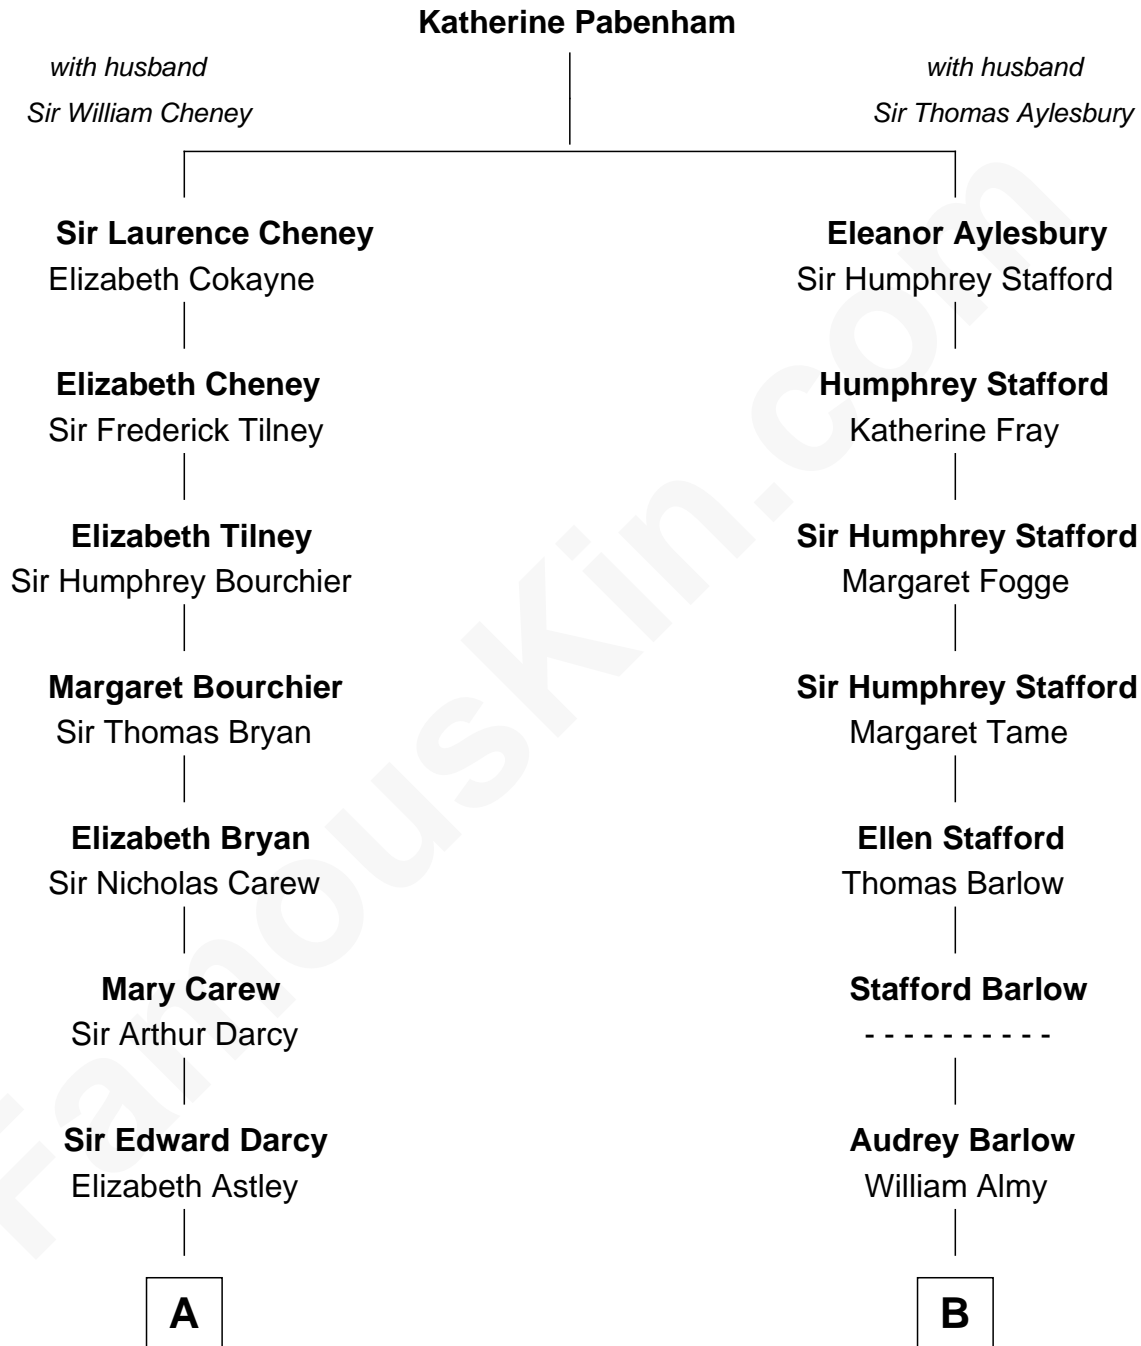 Katherine Pabenham
with husband
Sir William Cheney
with husband
Sir Thomas Aylesbury
Sir Laurence Cheney
Elizabeth Cokayne
Eleanor Aylesbury
Sir Humphrey Stafford
Elizabeth Cheney
Sir Frederick Tilney
Humphrey Stafford
Katherine Fray
Elizabeth Tilney
Sir Humphrey Bourchier
Sir Humphrey Stafford
Margaret Fogge
Margaret Bourchier
Sir Thomas Bryan
Sir Humphrey Stafford
Margaret Tame
Elizabeth Bryan
Sir Nicholas Carew
Ellen Stafford
Thomas Barlow
Mary Carew
Sir Arthur Darcy
Stafford Barlow
- - - - - - - - - -
Sir Edward Darcy
Elizabeth Astley
Audrey Barlow
William Almy
A
B
FamousKin.com